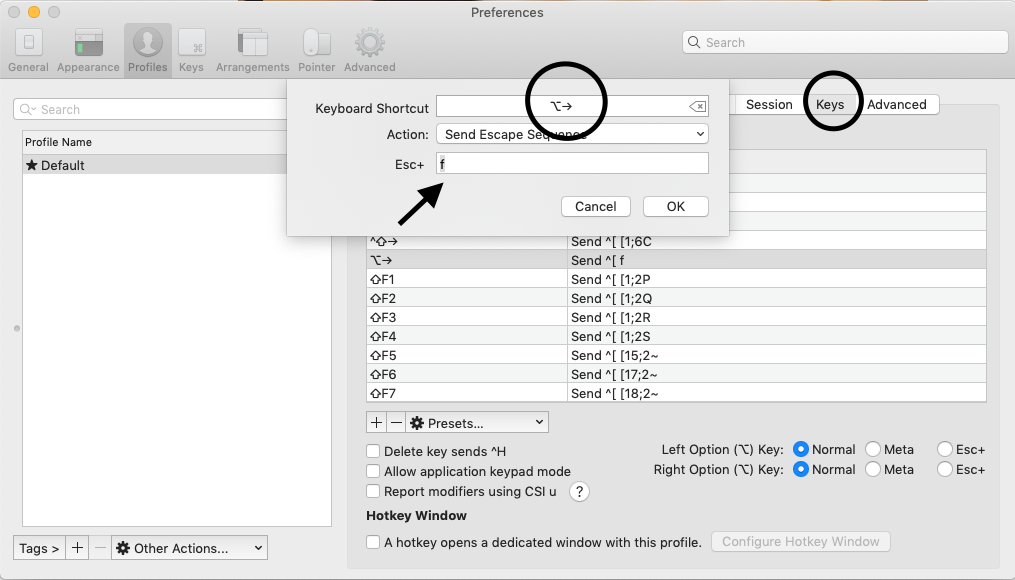 Preferences
General Appearance Profiles Keys Arrangements Pointer Advanced
Search
Search
Profile Name
★ Default
Keyboard Shortcut ⌥→
Action: Send Escape Sequence
Esc+ f
Cancel OK
Session Keys Advanced
^⇧→ Send ^[ [1;6C
⌥→ Send ^[ f
⇧F1 Send ^[ [1;2P
⇧F2 Send ^[ [1;2Q
⇧F3 Send ^[ [1;2R
⇧F4 Send ^[ [1;2S
⇧F5 Send ^[ [15;2~
⇧F6 Send ^[ [17;2~
⇧F7 Send ^[ [18;2~
+ − Presets...
Delete key sends ^H
Allow application keypad mode
Report modifiers using CSI u ?
Left Option (⌥) Key: Normal Meta Esc+
Right Option (⌥) Key: Normal Meta Esc+
Hotkey Window
A hotkey opens a dedicated window with this profile. Configure Hotkey Window
Tags > + − Other Actions...